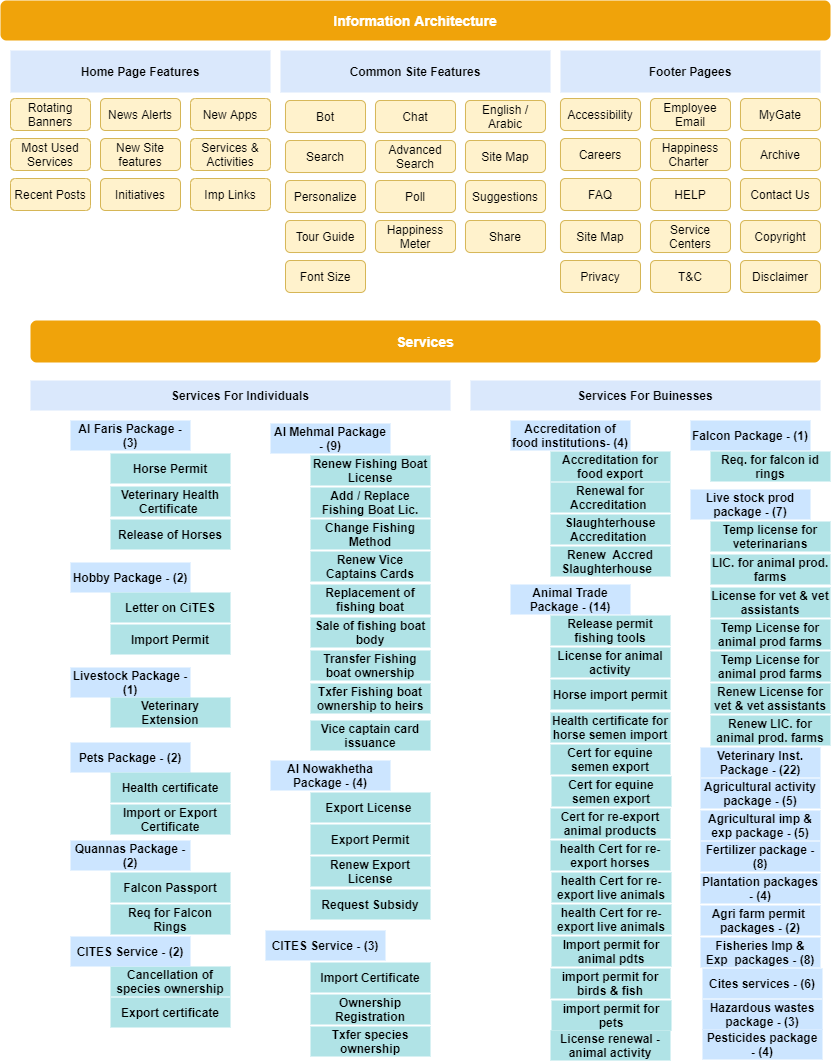 Information Architecture
Home Page Features
Rotating
Banners
News Alerts
New Apps
Most Used
Services
New Site
features
Services &
Activities
Recent Posts
Initiatives
Imp Links
Common Site Features
Bot
Chat
English /
Arabic
Search
Advanced
Search
Site Map
Personalize
Poll
Suggestions
Tour Guide
Happiness
Meter
Share
Font Size
Footer Pagees
Accessibility
Employee
Email
MyGate
Careers
Happiness
Charter
Archive
FAQ
HELP
Contact Us
Site Map
Service
Centers
Copyright
Privacy
T&C
Disclaimer
Services
Services For Individuals
Al Faris Package -
(3)
Horse Permit
Veterinary Health
Certificate
Release of Horses
Hobby Package - (2)
Letter on CiTES
Import Permit
Livestock Package -
(1)
Veterinary
Extension
Pets Package - (2)
Health certificate
Import or Export
Certificate
Quannas Package -
(2)
Falcon Passport
Req for Falcon
Rings
CITES Service - (2)
Cancellation of
species ownership
Export certificate
Al Mehmal Package
- (9)
Renew Fishing Boat
License
Add / Replace
Fishing Boat Lic.
Change Fishing
Method
Renew Vice
Captains Cards
Replacement of
fishing boat
Sale of fishing boat
body
Transfer Fishing
boat ownership
Txfer Fishing boat
ownership to heirs
Vice captain card
issuance
Al Nowakhetha
Package - (4)
Export License
Export Permit
Renew Export
License
Request Subsidy
CITES Service - (3)
Import Certificate
Ownership
Registration
Txfer species
ownership
Services For Buinesses
Accreditation of
food institutions- (4)
Accreditation for
food export
Renewal for
Accreditation
Slaughterhouse
Accreditation
Renew Accred
Slaughterhouse
Animal Trade
Package - (14)
Release permit
fishing tools
License for animal
activity
Horse import permit
Health certificate for
horse semen import
Cert for equine
semen export
Cert for equine
semen export
Cert for re-export
animal products
health Cert for re-
export horses
health Cert for re-
export live animals
health Cert for re-
export live animals
Import permit for
animal pdts
import permit for
birds & fish
import permit for
pets
License renewal -
animal activity
Falcon Package - (1)
Req. for falcon id
rings
Live stock prod
package - (7)
Temp license for
veterinarians
LIC. for animal prod.
farms
License for vet & vet
assistants
Temp License for
animal prod farms
Temp License for
animal prod farms
Renew License for
vet & vet assistants
Renew LIC. for
animal prod. farms
Veterinary Inst.
Package - (22)
Agricultural activity
package - (5)
Agricultural imp &
exp package - (5)
Fertilizer package -
(8)
Plantation packages
- (4)
Agri farm permit
packages - (2)
Fisheries Imp &
Exp packages - (8)
Cites services - (6)
Hazardous wastes
package - (3)
Pesticides package
- (4)